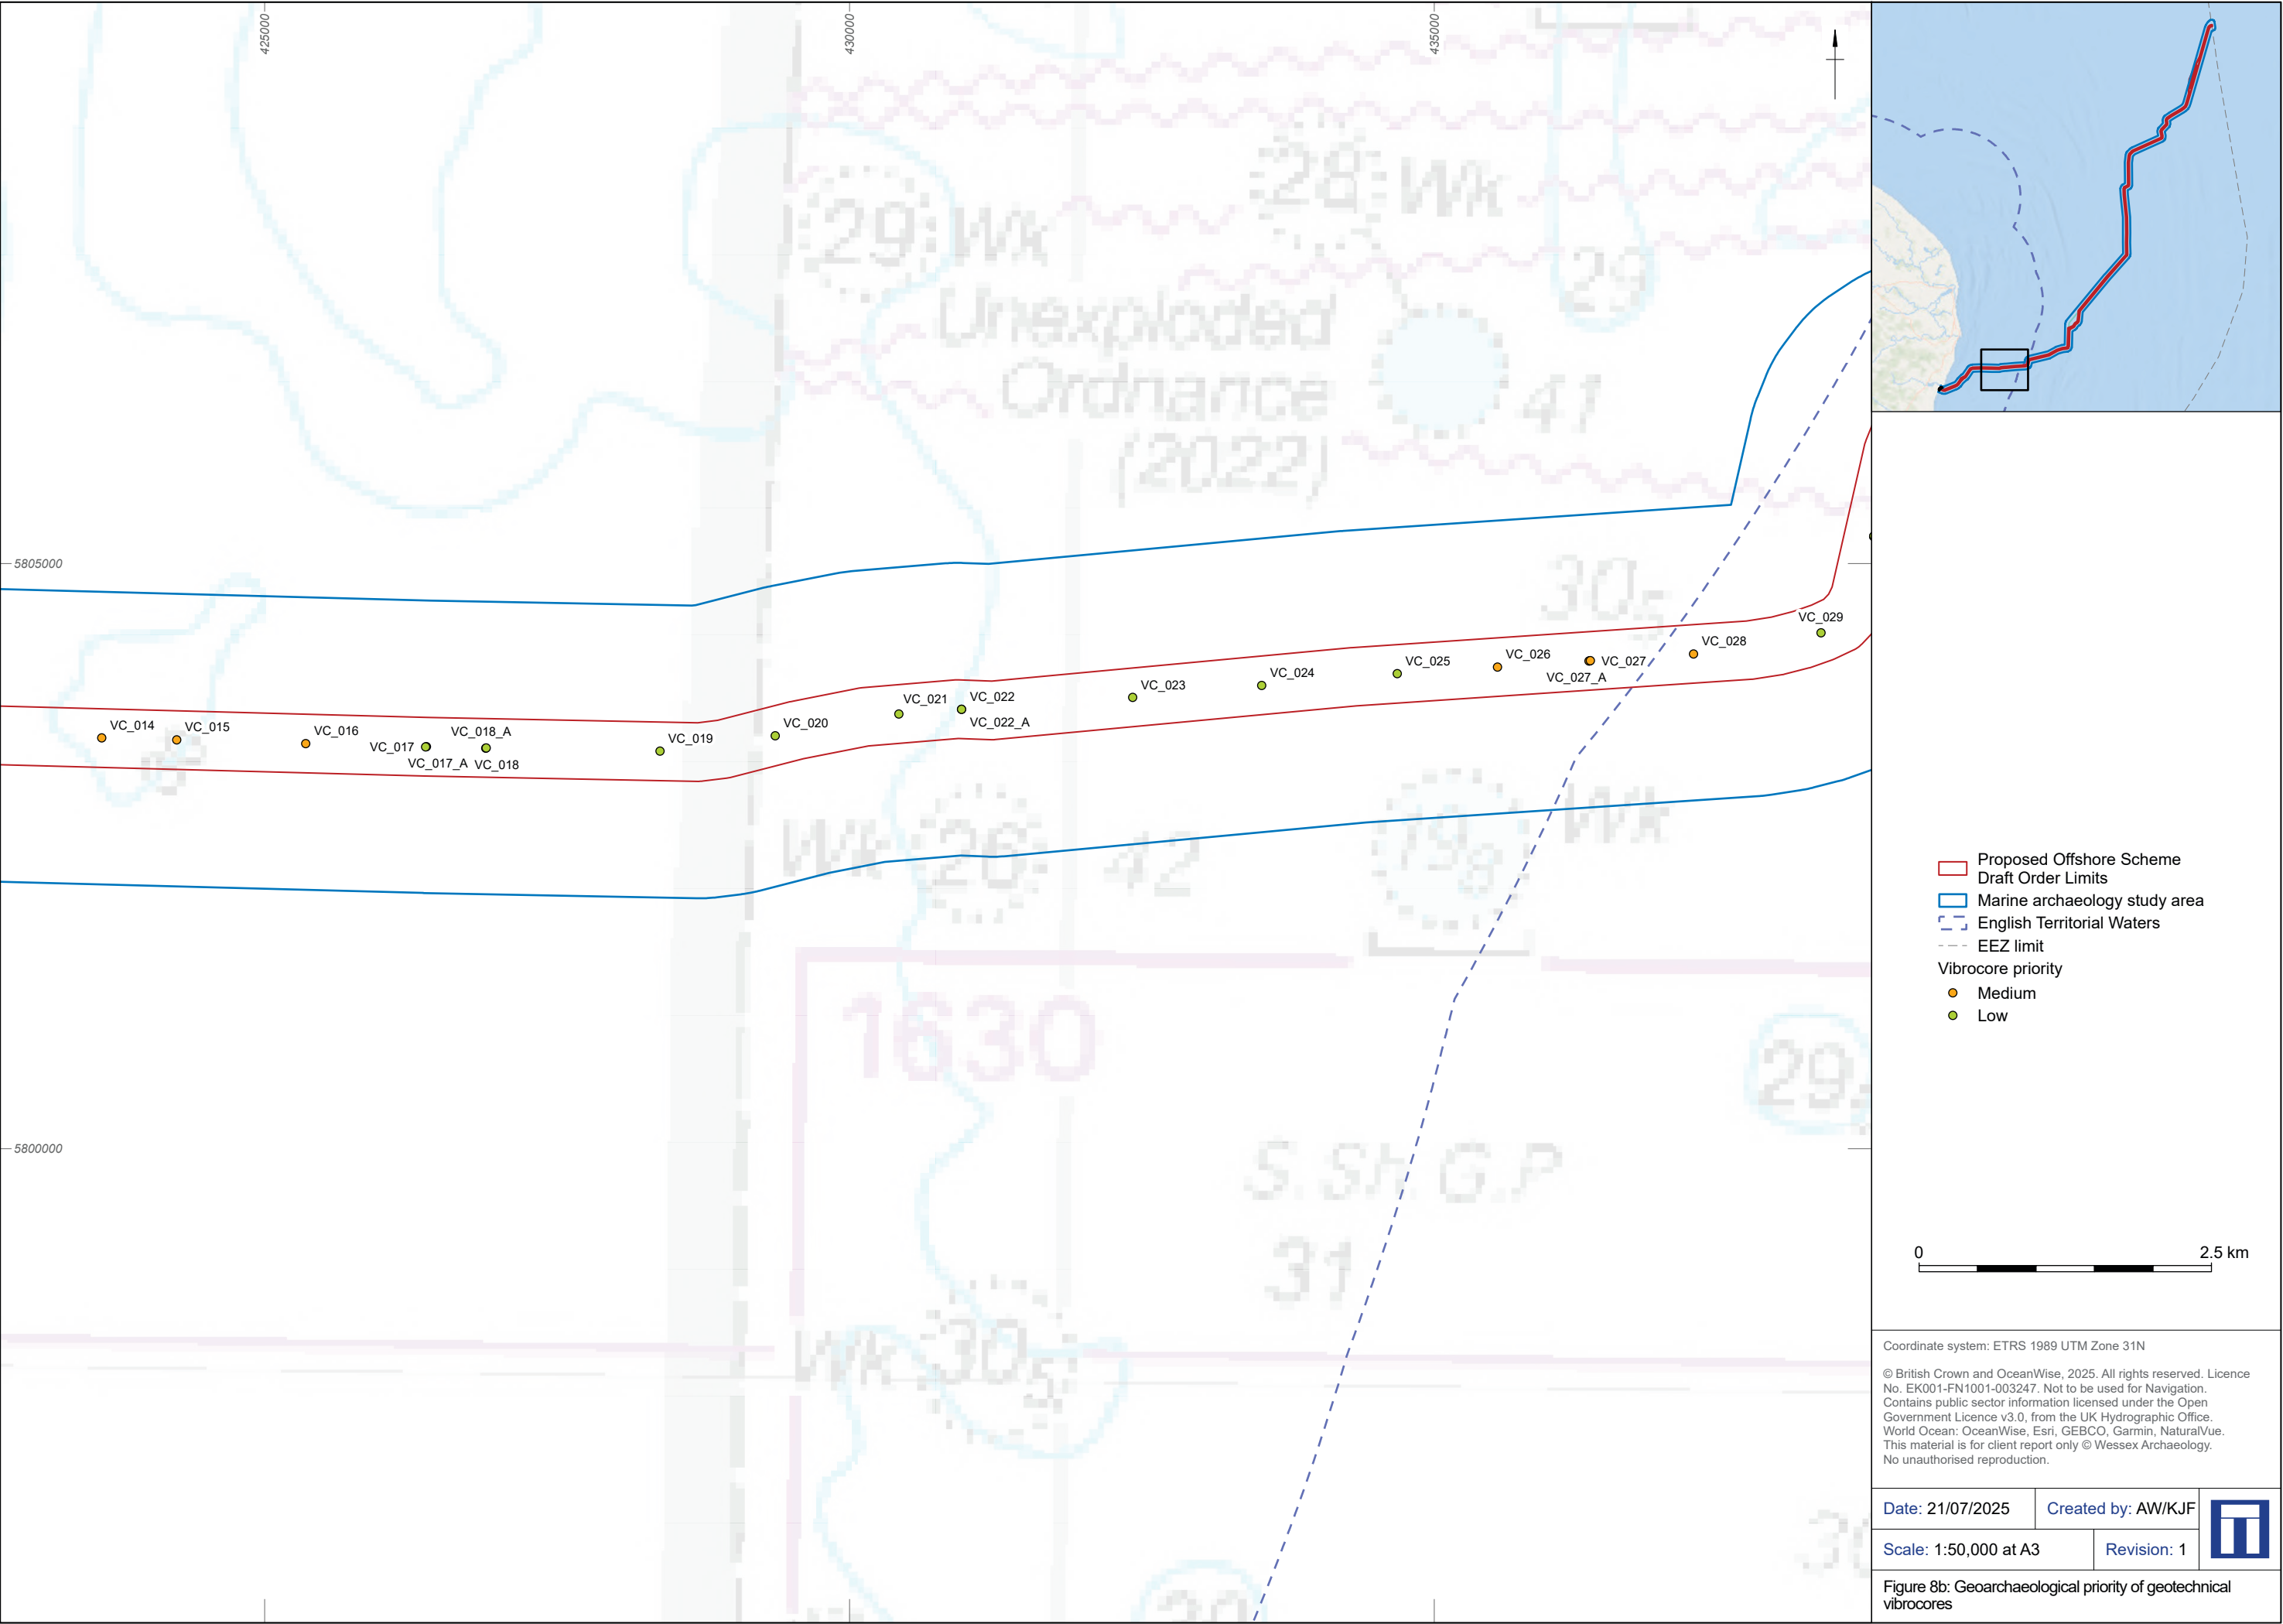 425000
430000
435000
29 Wk
28 Wk
29
Unexploded
Ordnance
(2022)
41
5805000
30₅
VC_029
VC_028
VC_026
VC_027
VC_027_A
VC_025
VC_024
VC_023
VC_022
VC_022_A
VC_021
VC_020
VC_019
VC_018_A
VC_018
VC_017
VC_017_A
VC_016
VC_015
VC_014
Wk 26
42
19₈ Wk
1630
29
5800000
S.Sh.G.P
31
Wk 30₅
30
Proposed Offshore Scheme
Draft Order Limits
Marine archaeology study area
English Territorial Waters
EEZ limit
Vibrocore priority
Medium
Low
0 2.5 km
Coordinate system: ETRS 1989 UTM Zone 31N
© British Crown and OceanWise, 2025. All rights reserved. Licence
No. EK001-FN1001-003247. Not to be used for Navigation.
Contains public sector information licensed under the Open
Government Licence v3.0, from the UK Hydrographic Office.
World Ocean: OceanWise, Esri, GEBCO, Garmin, NaturalVue.
This material is for client report only © Wessex Archaeology.
No unauthorised reproduction.
Date: 21/07/2025 Created by: AW/KJF
Scale: 1:50,000 at A3 Revision: 1
Figure 8b: Geoarchaeological priority of geotechnical
vibrocores